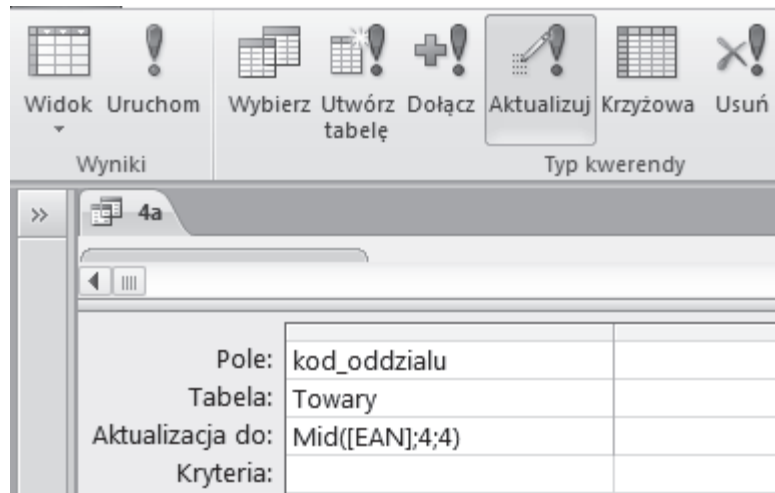 Widok Uruchom Wybierz Utwórz tabelę Dołącz Aktualizuj Krzyżowa Usuń
Wyniki Typ kwerendy
» 4a
Pole: kod_oddzialu
Tabela: Towary
Aktualizacja do: Mid([EAN];4;4)
Kryteria: